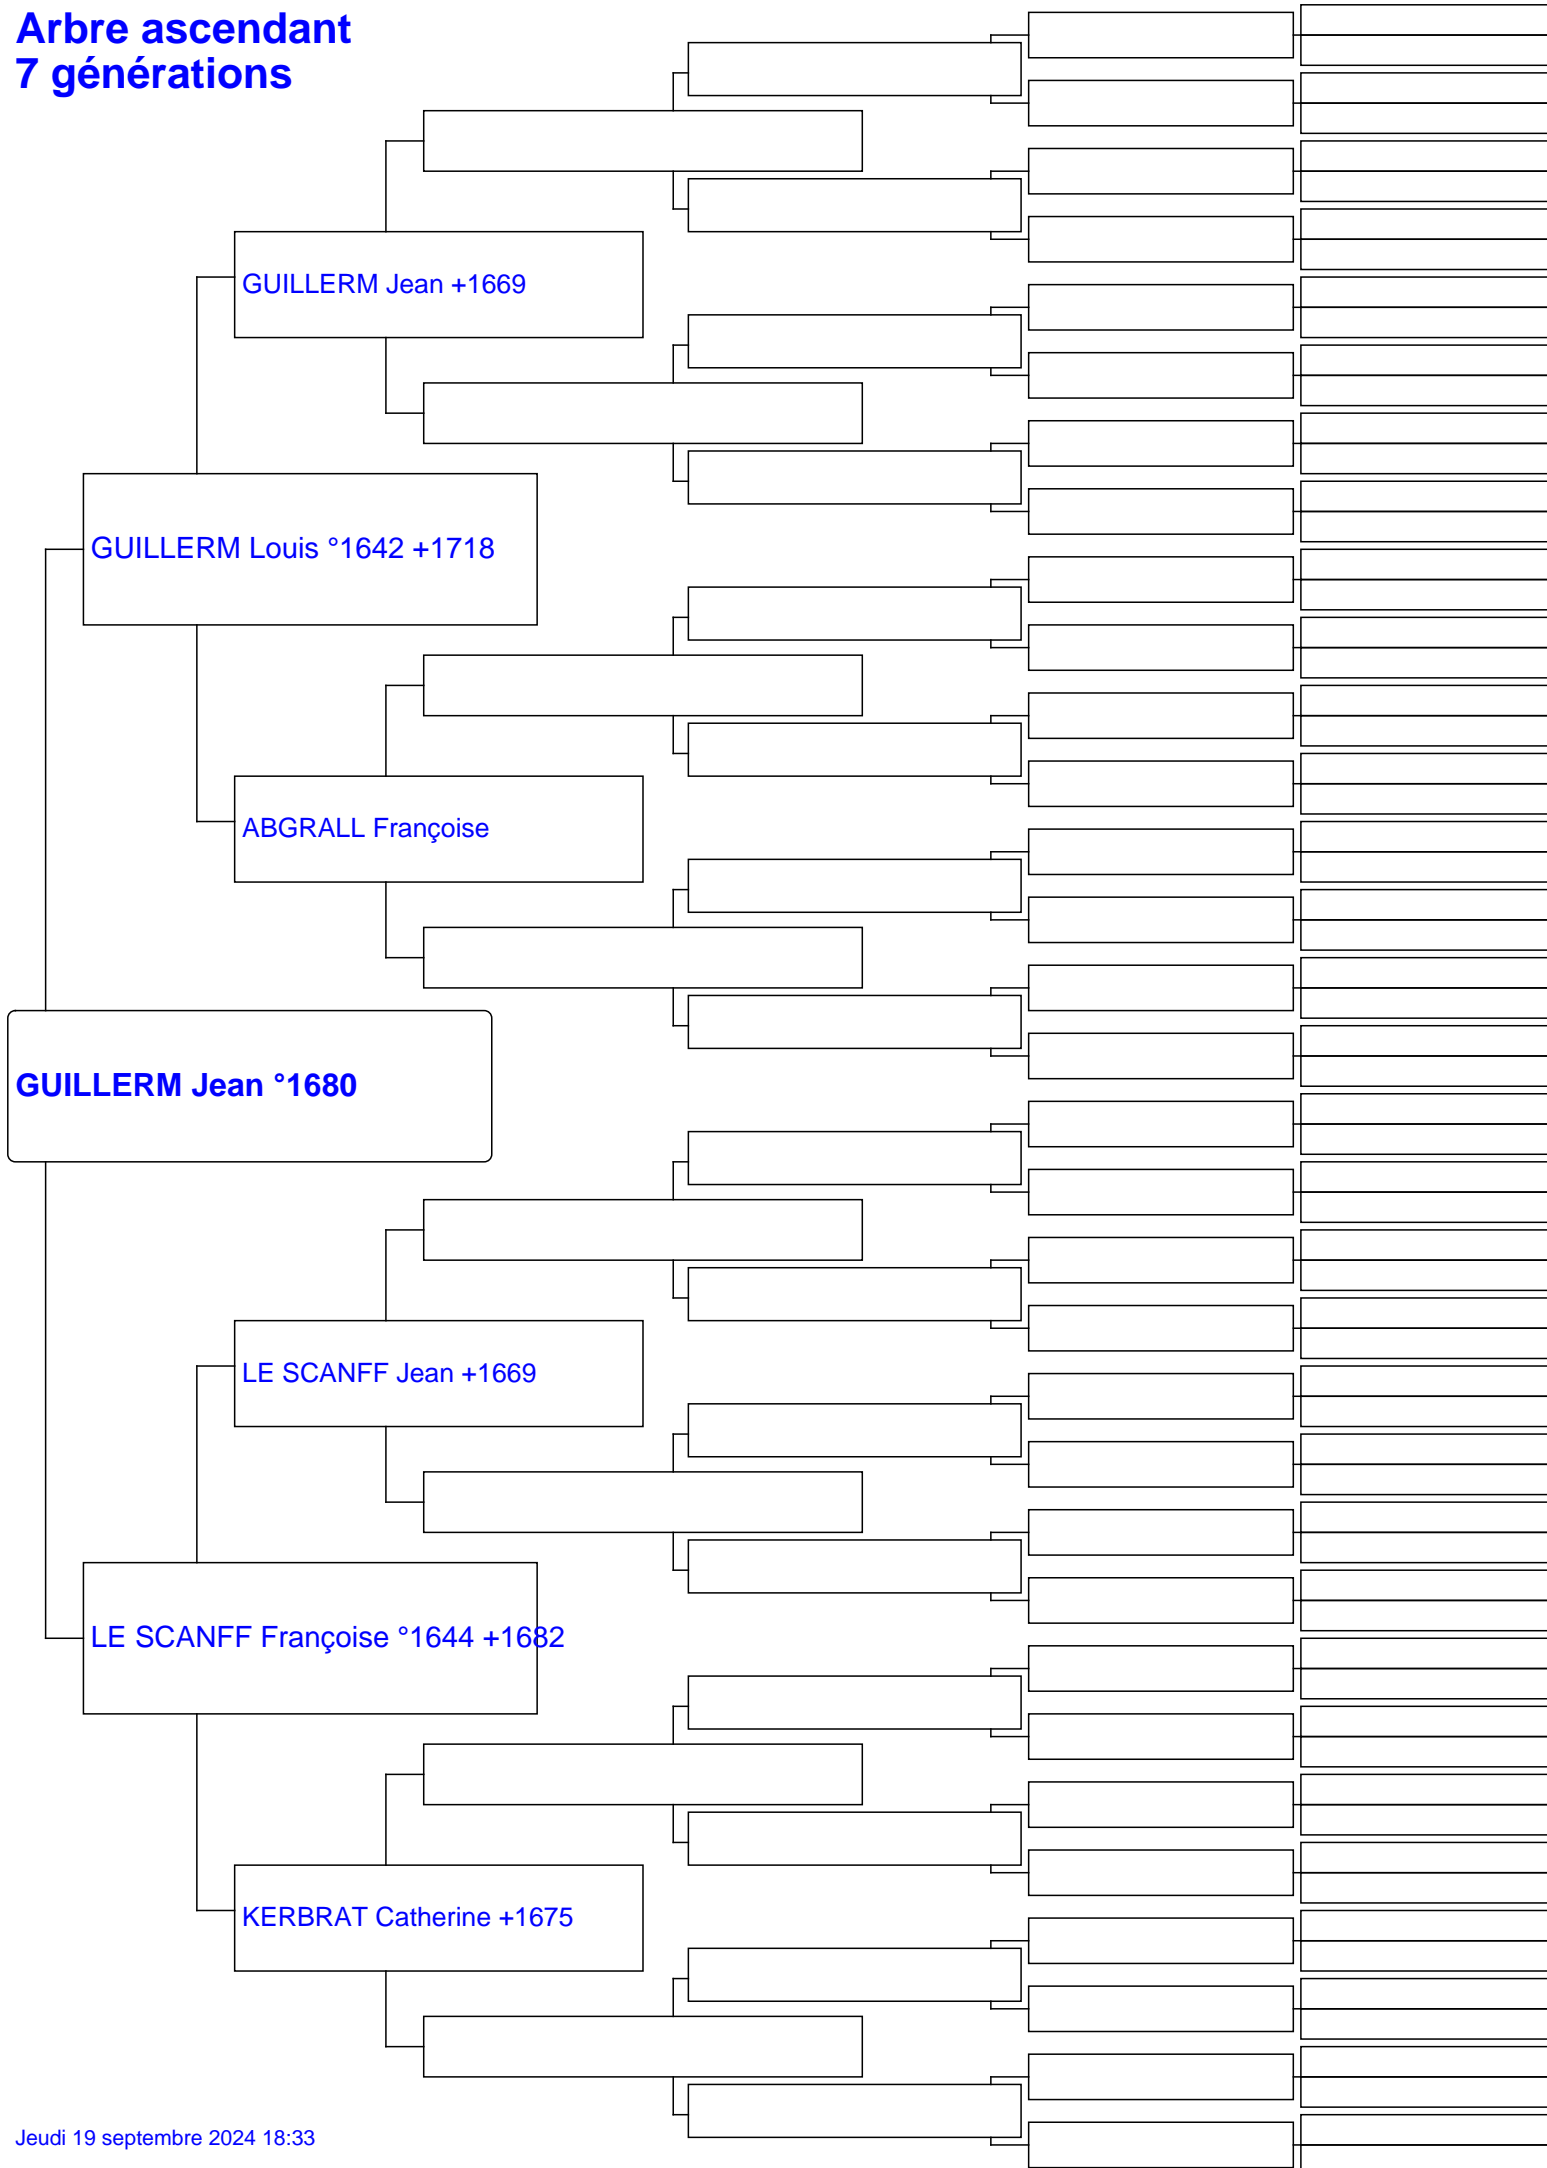 Arbre ascendant
7 générations
GUILLERM Jean +1669
GUILLERM Louis °1642 +1718
ABGRALL Françoise
GUILLERM Jean °1680
LE SCANFF Jean +1669
LE SCANFF Françoise °1644 +1682
KERBRAT Catherine +1675
Jeudi 19 septembre 2024 18:33